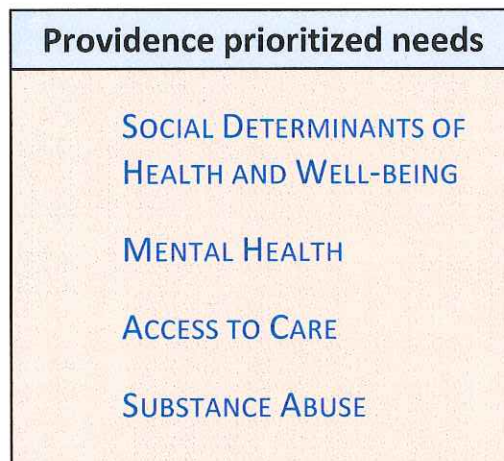 Providence prioritized needs
Social Determinants of
Health and Well-being
Mental Health
Access to Care
Substance Abuse